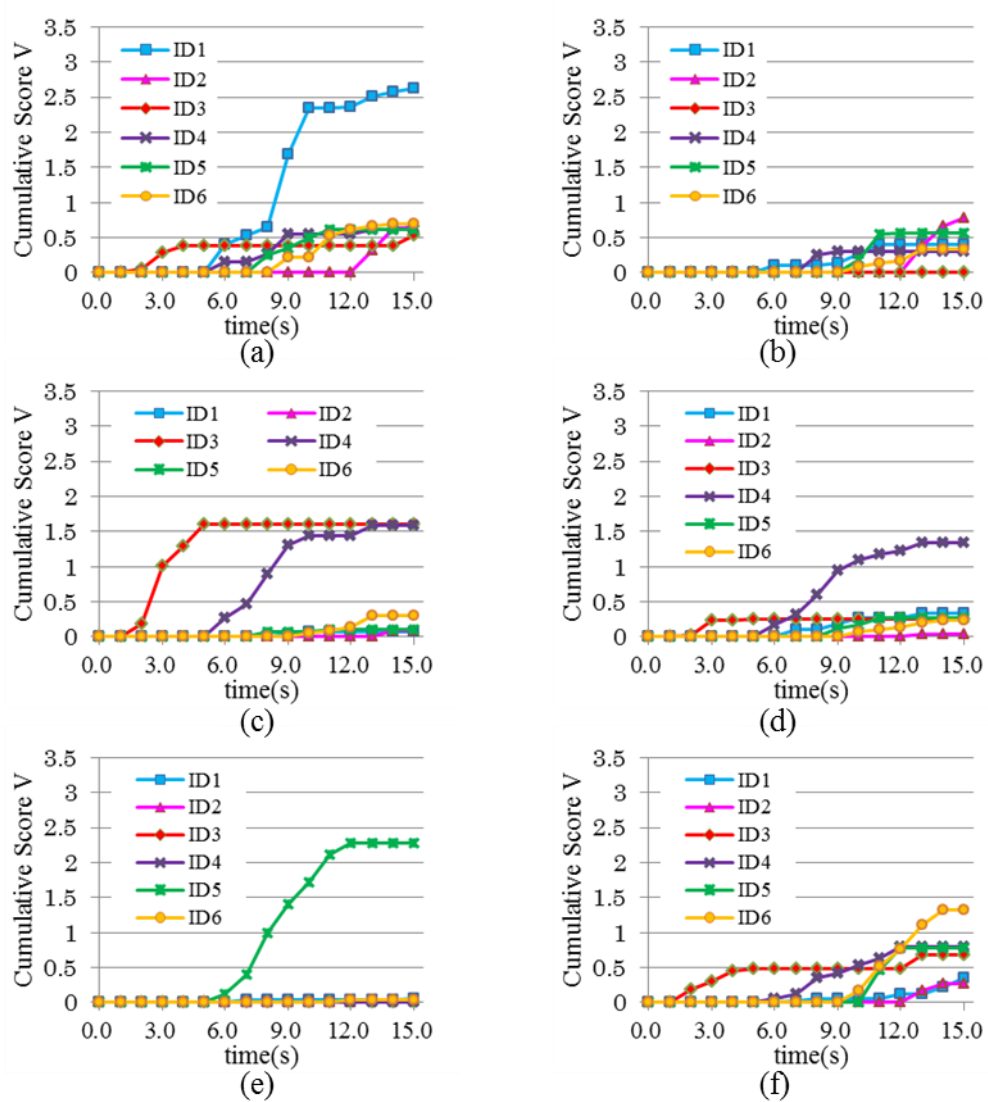 3.5
3
2.5
2
1.5
1
0.5
0
Cumulative Score V
ID1
ID2
ID3
ID4
ID5
ID6
0.0 3.0 6.0 9.0 12.0 15.0
time(s)
(a)
3.5
3
2.5
2
1.5
1
0.5
0
Cumulative Score V
ID1
ID2
ID3
ID4
ID5
ID6
0.0 3.0 6.0 9.0 12.0 15.0
time(s)
(b)
3.5
3
2.5
2
1.5
1
0.5
0
Cumulative Score V
ID1 ID2
ID3 ID4
ID5 ID6
0.0 3.0 6.0 9.0 12.0 15.0
time(s)
(c)
3.5
3
2.5
2
1.5
1
0.5
0
Cumulative Score V
ID1
ID2
ID3
ID4
ID5
ID6
0.0 3.0 6.0 9.0 12.0 15.0
time(s)
(d)
3.5
3
2.5
2
1.5
1
0.5
0
Cumulative Score V
ID1
ID2
ID3
ID4
ID5
ID6
0.0 3.0 6.0 9.0 12.0 15.0
time(s)
(e)
3.5
3
2.5
2
1.5
1
0.5
0
Cumulative Score V
ID1
ID2
ID3
ID4
ID5
ID6
0.0 3.0 6.0 9.0 12.0 15.0
time(s)
(f)